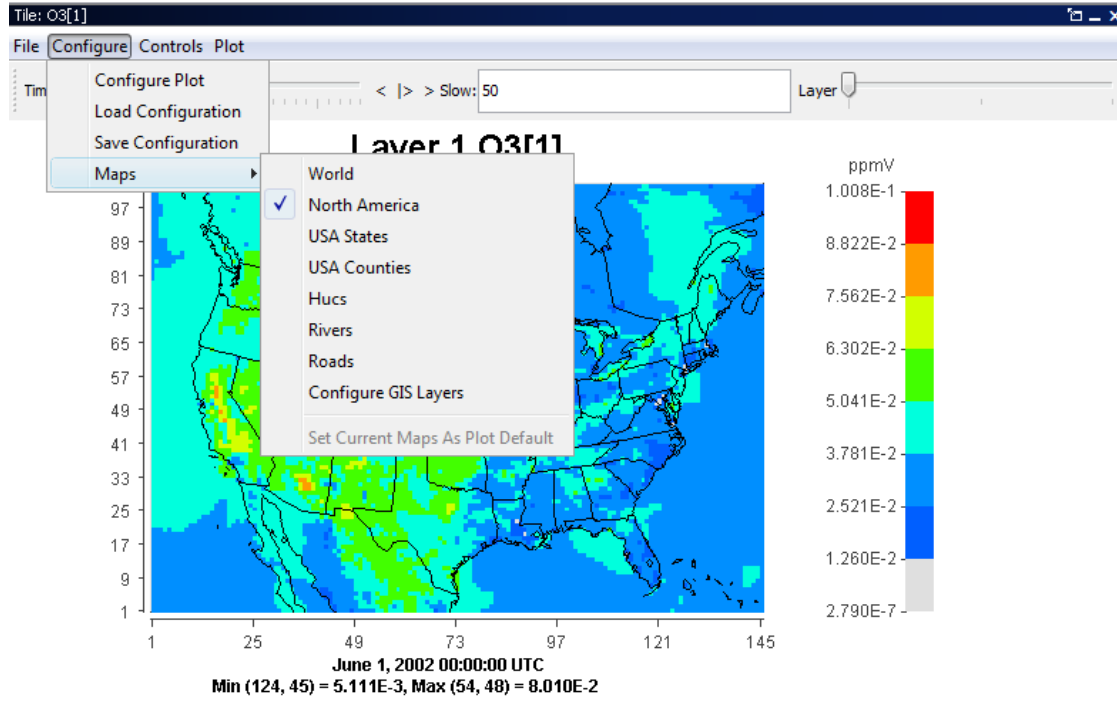 Tile: O3[1]
File Configure Controls Plot
Configure Plot
Load Configuration
Save Configuration
Maps
Tim
< |> > Slow: 50
Layer
Layer 1 O3[1]
World
North America
USA States
USA Counties
Hucs
Rivers
Roads
Configure GIS Layers
Set Current Maps As Plot Default
97
89
81
73
65
57
49
41
33
25
17
9
1
1 25 49 73 97 121 145
June 1, 2002 00:00:00 UTC
Min (124, 45) = 5.111E-3, Max (54, 48) = 8.010E-2
ppmV
1.008E-1
8.822E-2
7.562E-2
6.302E-2
5.041E-2
3.781E-2
2.521E-2
1.260E-2
2.790E-7